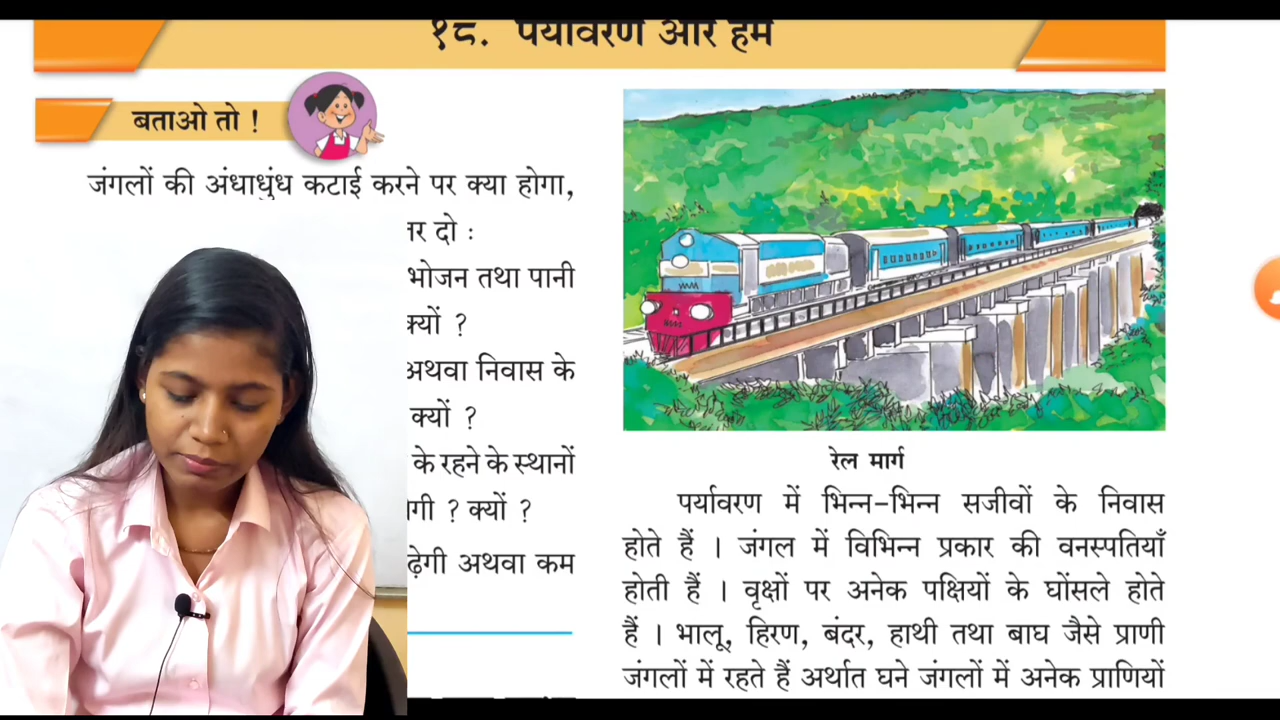 १८. पर्यावरण और हम
बताओ तो !
जंगलों की अंधाधुंध कटाई करने पर क्या होगा,
दो :
भोजन तथा पानी
क्यों ?
अथवा निवास के
क्यों ?
के रहने के स्थानों
? क्यों ?
अथवा कम
रेल मार्ग
पर्यावरण में भिन्न-भिन्न सजीवों के निवास
होते हैं । जंगल में विभिन्न प्रकार की वनस्पतियाँ
होती हैं । वृक्षों पर अनेक पक्षियों के घोंसले होते
हैं । भालू, हिरण, बंदर, हाथी तथा बाघ जैसे प्राणी
जंगलों में रहते हैं अर्थात घने जंगलों में अनेक प्राणियों